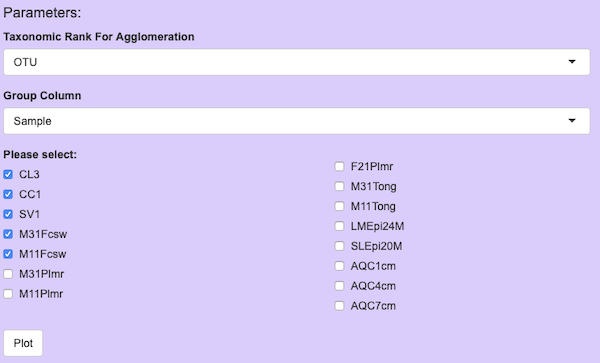 Parameters:
Taxonomic Rank For Agglomeration
OTU
Group Column
Sample
Please select:
CL3
CC1
SV1
M31Fcsw
M11Fcsw
M31Plmr
M11Plmr
F21Plmr
M31Tong
M11Tong
LMEpi24M
SLEpi20M
AQC1cm
AQC4cm
AQC7cm
Plot